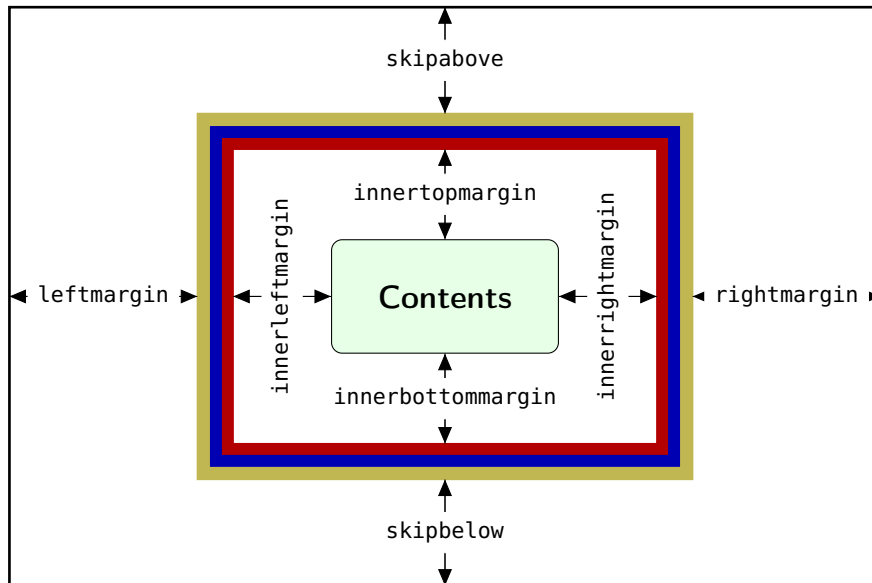 skipabove
innertopmargin
leftmargin
innerleftmargin
Contents
innerrightmargin
rightmargin
innerbottommargin
skipbelow